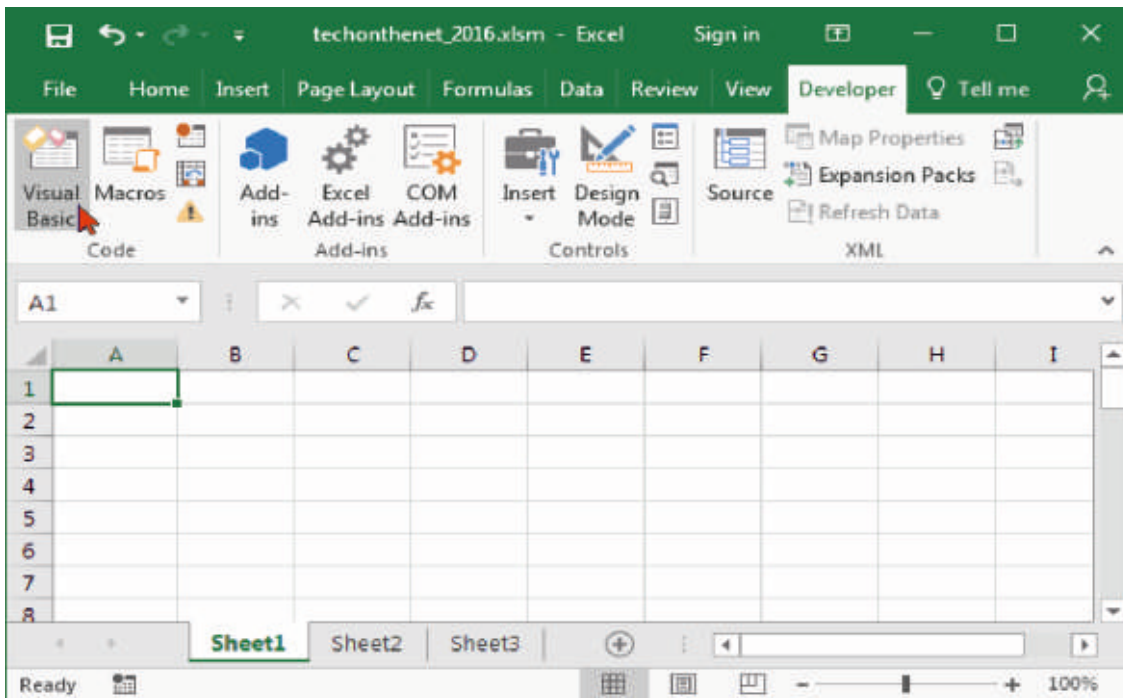 techonthenet_2016.xlsm - Excel Sign in
File Home Insert Page Layout Formulas Data Review View Developer Tell me
Visual Basic Macros Add-ins Excel Add-ins COM Add-ins Insert Design Mode Source Map Properties
Expansion Packs
Refresh Data
Code Add-ins Controls XML
A1 fx
A B C D E F G H I
1
2
3
4
5
6
7
8
Sheet1 Sheet2 Sheet3
Ready 100%